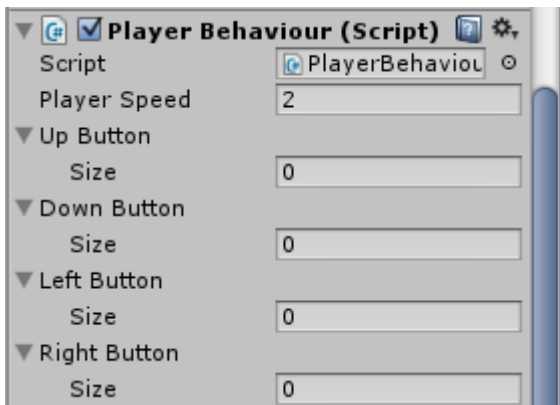 Player Behaviour (Script)
Script PlayerBehaviou
Player Speed 2
Up Button
Size 0
Down Button
Size 0
Left Button
Size 0
Right Button
Size 0